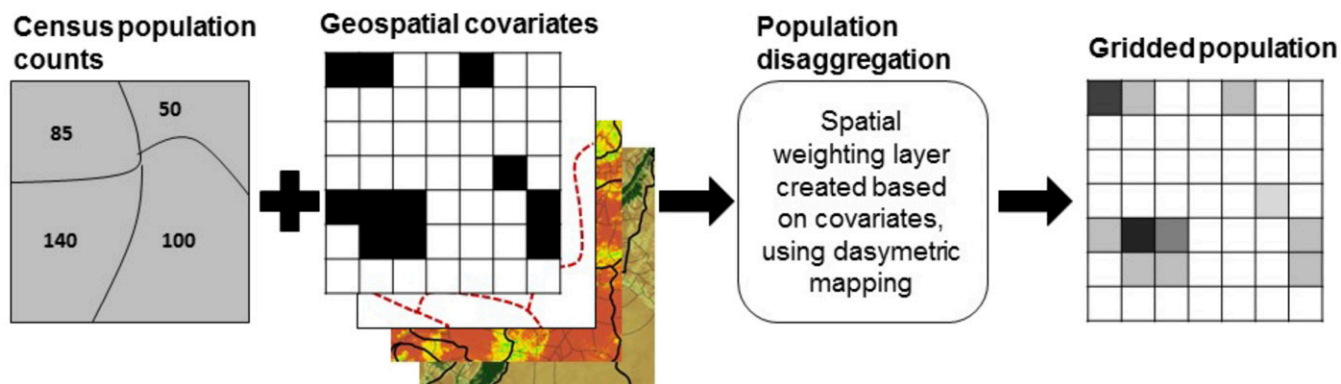 Census population
counts
85
50
140
100
Geospatial covariates
Population
disaggregation
Spatial
weighting layer
created based
on covariates,
using dasymetric
mapping
Gridded population